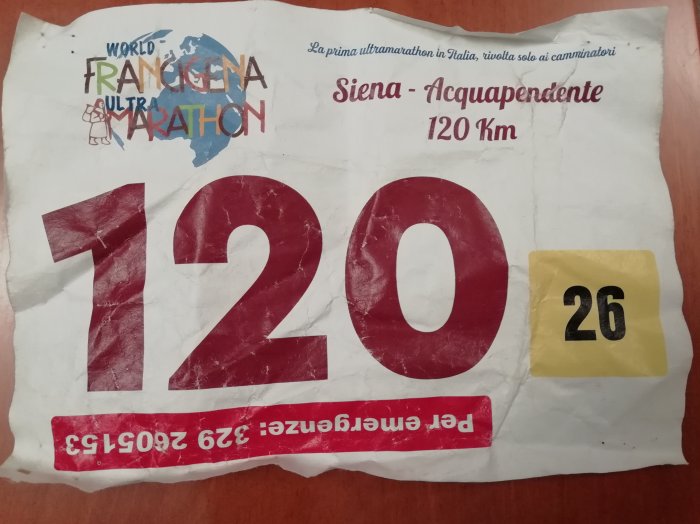 WORLD
FRANCIGENA
ULTRA
MARATHON
La prima ultramarathon in Italia, rivolta solo ai camminatori
Siena - Acquapendente
120 Km
120
26
Per emergenze: 329 2605153